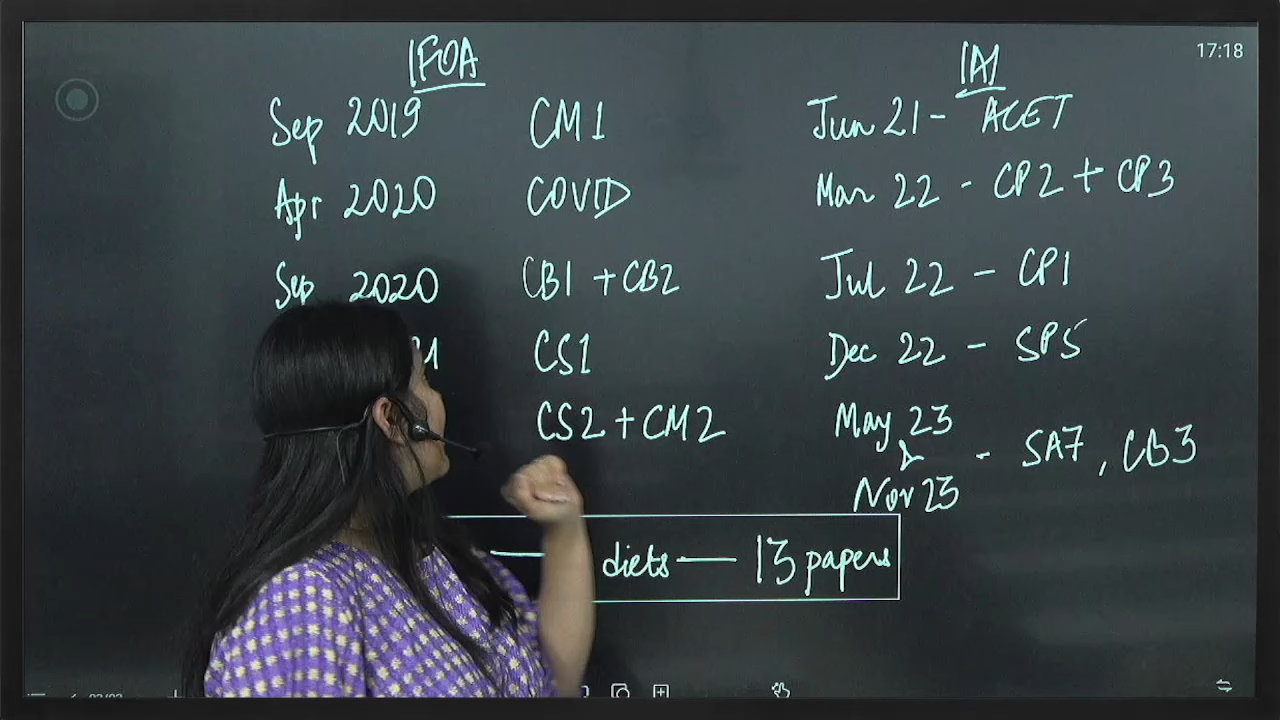 IFOA
Sep 2019 CM1
Apr 2020 COVID
Sep 2020 CB1 + CB2
CS1
CS2 + CM2
IAI
17:18
Jun 21 - ACET
Mar 22 - CP2 + CP3
Jul 22 - CP1
Dec 22 - SP5
May 23
& - SA7, CB3
Nov 23
diets — 13 papers